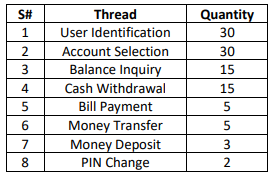 S# Thread Quantity
1 User Identification 30
2 Account Selection 30
3 Balance Inquiry 15
4 Cash Withdrawal 15
5 Bill Payment 5
6 Money Transfer 5
7 Money Deposit 3
8 PIN Change 2